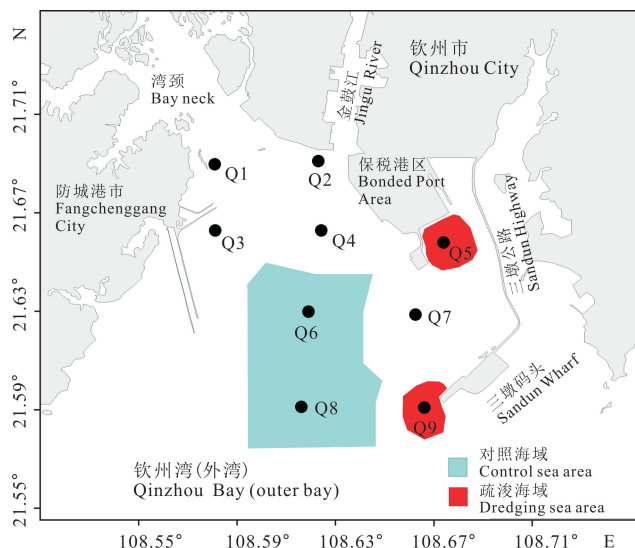 N
21.71°
21.67°
21.63°
21.59°
21.55°
湾颈
Bay neck
金鼓江
Jingu River
钦州市
Qinzhou City
防城港市
Fangchenggang
City
保税港区
Bonded Port
Area
三墩公路
Sandun Highway
Q1
Q2
Q3
Q4
Q5
Q6
Q7
Q8
Q9
三墩码头
Sandun Wharf
钦州湾(外湾)
Qinzhou Bay (outer bay)
对照海域
Control sea area
疏浚海域
Dredging sea area
108.55° 108.59° 108.63° 108.67° 108.71° E